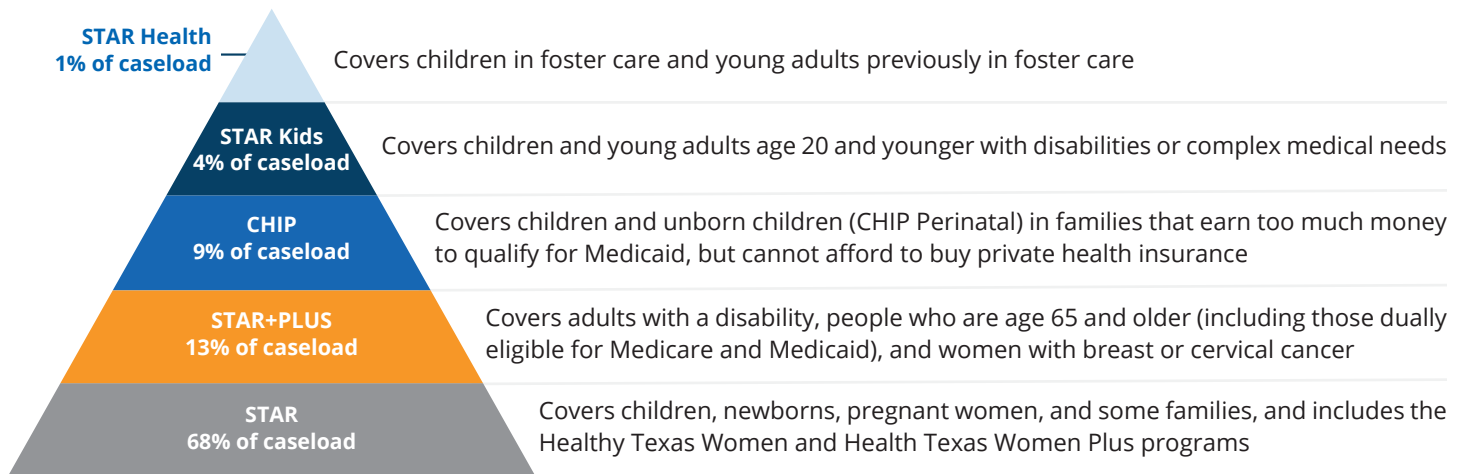 STAR Health
1% of caseload
Covers children in foster care and young adults previously in foster care
STAR Kids
4% of caseload
Covers children and young adults age 20 and younger with disabilities or complex medical needs
CHIP
9% of caseload
Covers children and unborn children (CHIP Perinatal) in families that earn too much money
to qualify for Medicaid, but cannot afford to buy private health insurance
STAR+PLUS
13% of caseload
Covers adults with a disability, people who are age 65 and older (including those dually
eligible for Medicare and Medicaid), and women with breast or cervical cancer
STAR
68% of caseload
Covers children, newborns, pregnant women, and some families, and includes the
Healthy Texas Women and Health Texas Women Plus programs